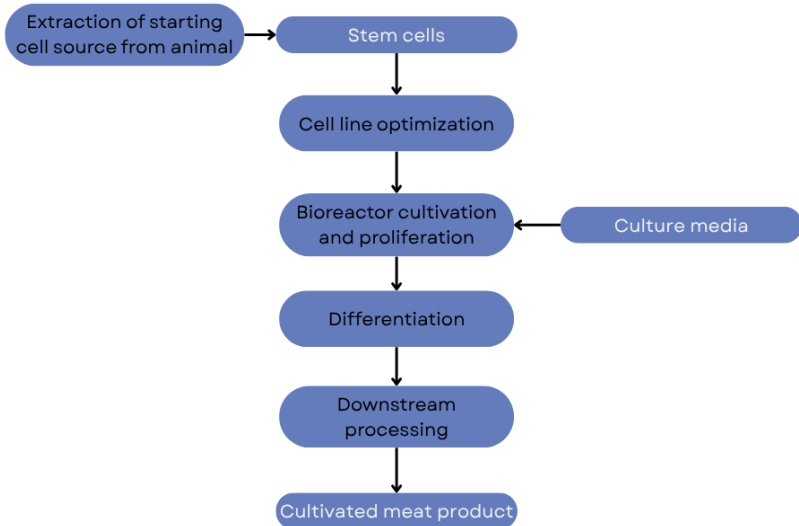 Extraction of starting
cell source from animal
Stem cells
Cell line optimization
Bioreactor cultivation
and proliferation
Culture media
Differentiation
Downstream
processing
Cultivated meat product